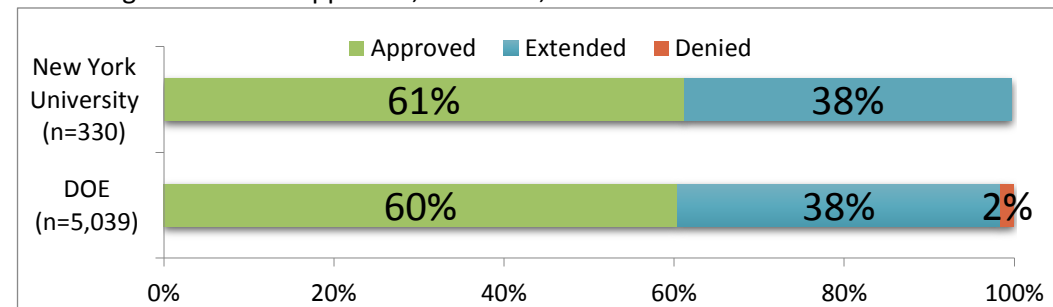 Approved Extended Denied
New York
University
(n=330)
61% 38%
DOE
(n=5,039)
60% 38% 2%
0% 20% 40% 60% 80% 100%